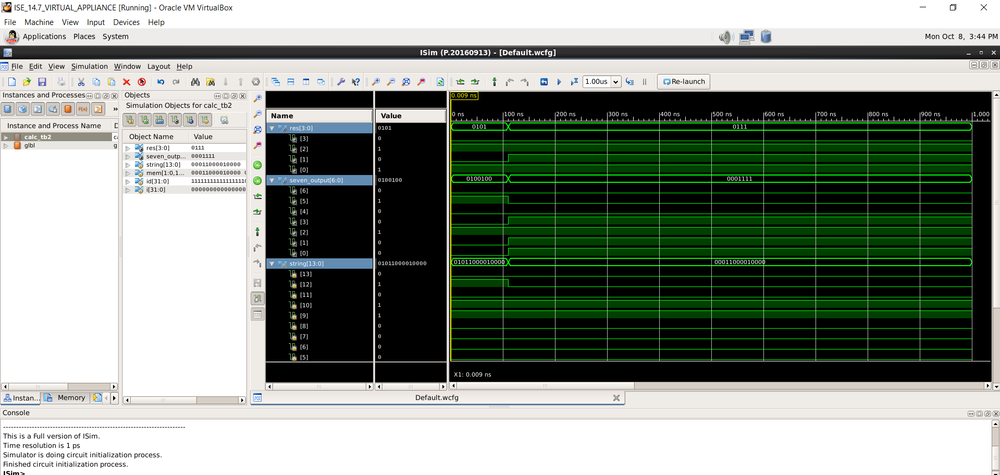 ISE_14.7_VIRTUAL_APPLIANCE [Running] - Oracle VM VirtualBox
File Machine View Input Devices Help
Applications Places System Mon Oct 8, 3:44 PM
ISim (P.20160913) - [Default.wcfg]
File Edit View Simulation Window Layout Help
1.00us Re-launch
Instances and Processes
Instance and Process Name D
calc_tb2 ca
glbl g
Instan... Memory
Objects
Simulation Objects for calc_tb2
Object Name Value
res[3:0] 0111
seven_outp... 0001111
string[13:0] 00011000010000
mem[1:0,1... 00011000010000
id[31:0] 1111111111111110
i[31:0] 000000000000000
Name Value
res[3:0] 0101
[3] 0
[2] 1
[1] 0
[0] 1
seven_output[6:0] 0100100
[6] 0
[5] 1
[4] 0
[3] 0
[2] 1
[1] 0
[0] 0
string[13:0] 01011000010000
[13] 0
[12] 1
[11] 0
[10] 1
[9] 1
[8] 0
[7] 0
[6] 0
[5] 0
0.009 ns
0 ns 100 ns 200 ns 300 ns 400 ns 500 ns 600 ns 700 ns 800 ns 900 ns 1,000
0101 0111
0100100 0001111
01011000010000 00011000010000
X1: 0.009 ns
Default.wcfg
Console
------------------------------------------------------------------------
This is a Full version of ISim.
Time resolution is 1 ps
Simulator is doing circuit initialization process.
Finished circuit initialization process.
ISim>